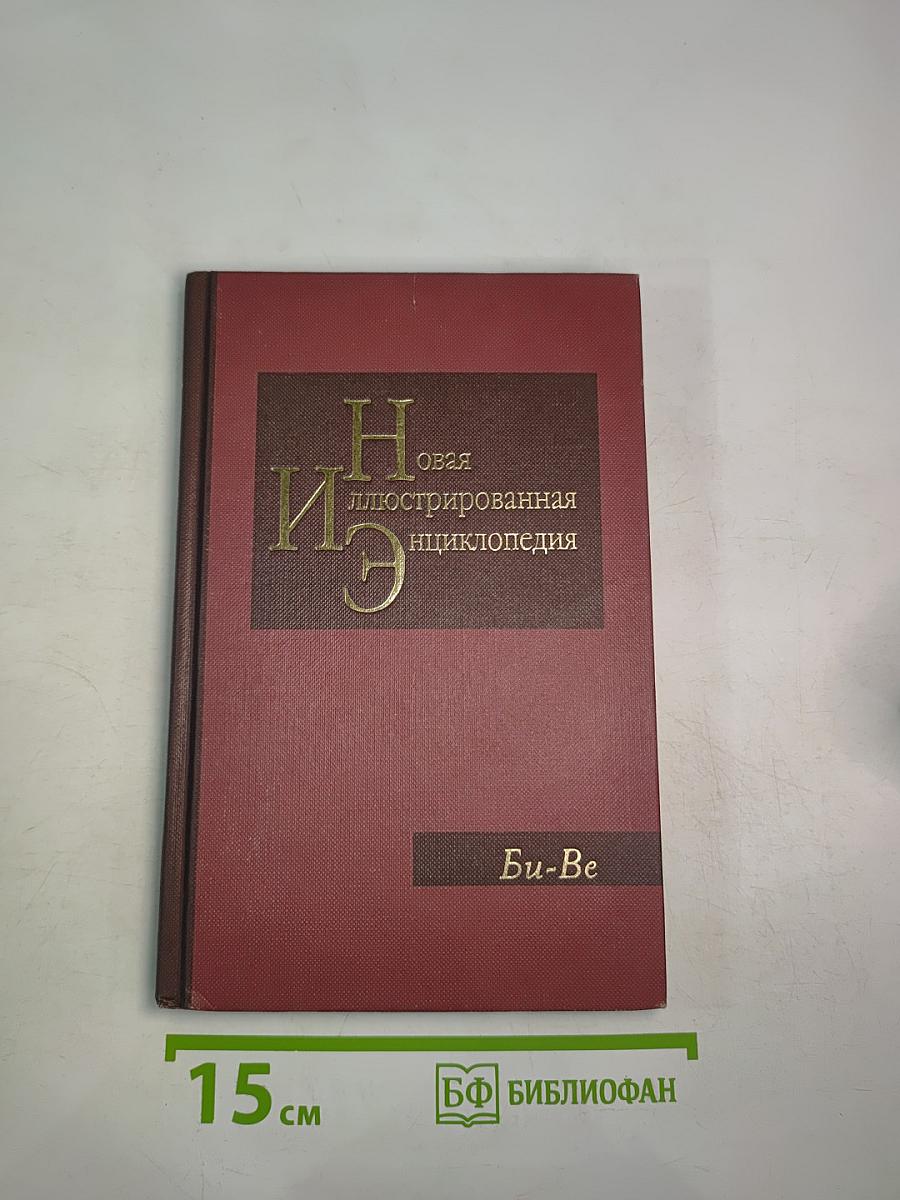 Новая
Иллюстрированная
Энциклопедия
Би-Ве
15 см
БФ БИБЛИОФАН